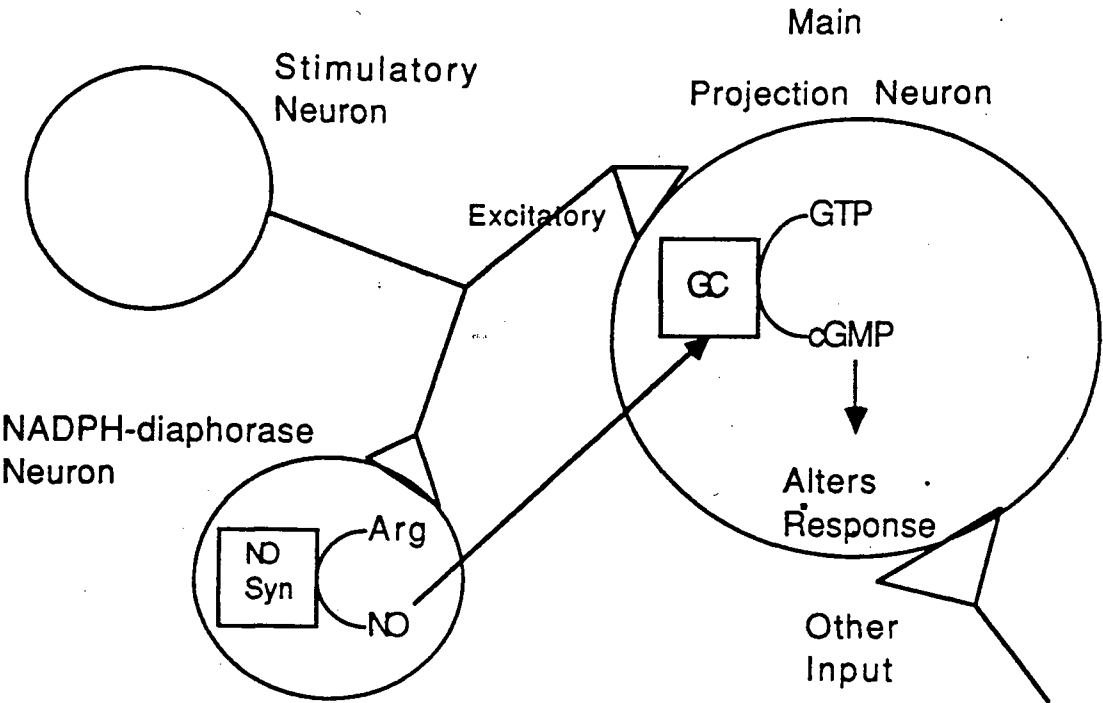 Main
Projection Neuron
Stimulatory
Neuron
Excitatory
GTP
GC
cGMP
NADPH-diaphorase
Neuron
Alters
Response
Arg
NO
Syn
NO
Other
Input